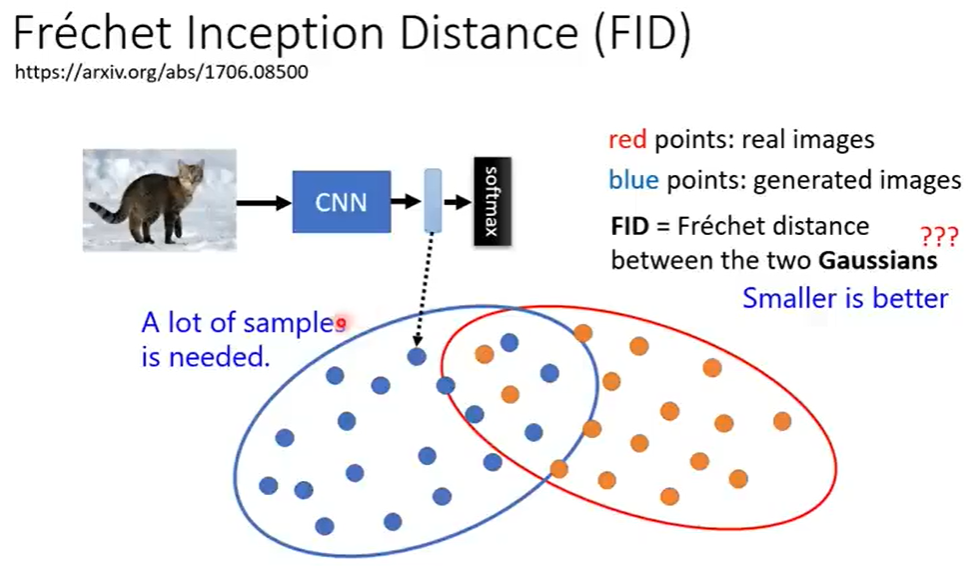 Fréchet Inception Distance (FID)
https://arxiv.org/abs/1706.08500
CNN
softmax
red points: real images
blue points: generated images
FID = Fréchet distance
between the two Gaussians
???
Smaller is better
A lot of samples
is needed.